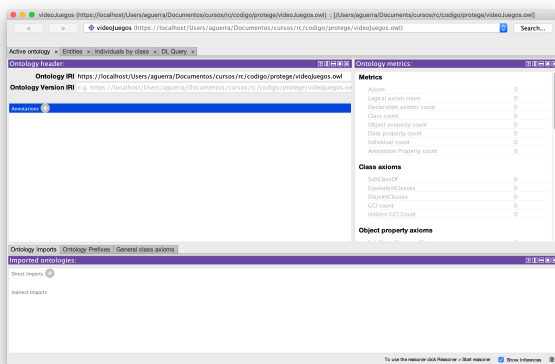 videoJuegos (https://localhost/Users/aguerra/Documentos/cursos/rc/codigo/protege/videoJuegos.owl) : [/Users/aguerra/Documents/cursos/rc/codigo/protege/videoJuegos.owl]
< > videoJuegos (https://localhost/Users/aguerra/Documentos/cursos/rc/codigo/protege/videoJuegos.owl) Search...
Active ontology × Entities × Individuals by class × DL Query ×
Ontology header:
Ontology IRI https://localhost/Users/aguerra/Documentos/cursos/rc/codigo/protege/videoJuegos.owl
Ontology Version IRI e.g. https://localhost/Users/aguerra/Documentos/cursos/rc/codigo/protege/videoJuegos.ow
Annotations +
Ontology metrics:
Metrics
Axiom 0
Logical axiom count 0
Declaration axioms count 0
Class count 0
Object property count 0
Data property count 0
Individual count 0
Annotation Property count 0
Class axioms
SubClassOf 0
EquivalentClasses 0
DisjointClasses 0
GCI count 0
Hidden GCI Count 0
Object property axioms
Ontology imports Ontology Prefixes General class axioms
Imported ontologies:
Direct Imports +
Indirect Imports
To use the reasoner click Reasoner > Start reasoner Show Inferences